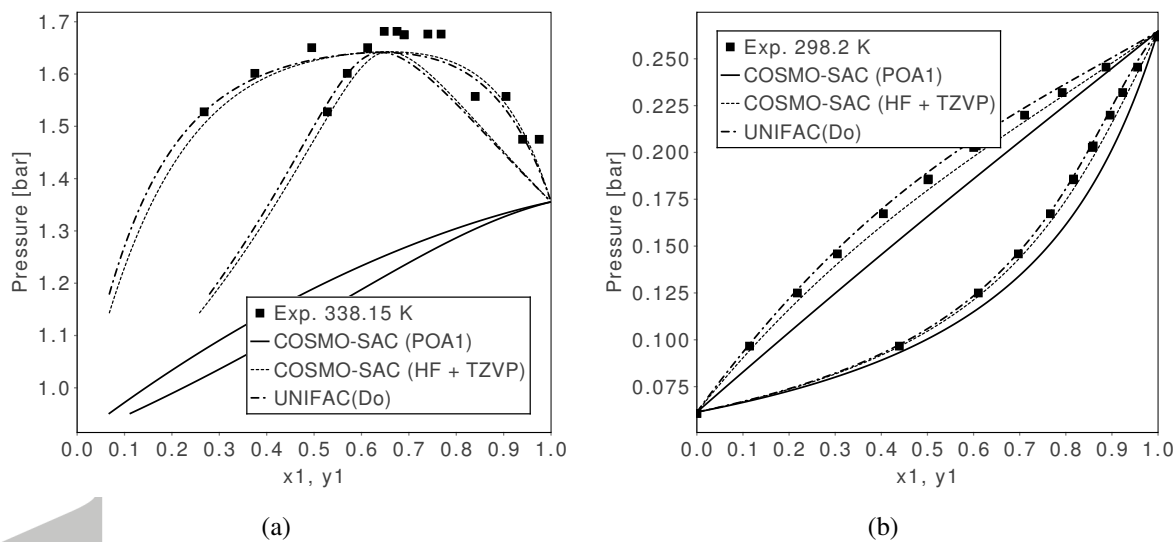 1.7
1.6
1.5
1.4
1.3
1.2
1.1
1.0
Pressure [bar]
Exp. 338.15 K
COSMO-SAC (POA1)
COSMO-SAC (HF + TZVP)
UNIFAC(Do)
0.0 0.1 0.2 0.3 0.4 0.5 0.6 0.7 0.8 0.9 1.0
x1, y1
(a)
0.250
0.225
0.200
0.175
0.150
0.125
0.100
0.075
Pressure [bar]
Exp. 298.2 K
COSMO-SAC (POA1)
COSMO-SAC (HF + TZVP)
UNIFAC(Do)
0.0 0.1 0.2 0.3 0.4 0.5 0.6 0.7 0.8 0.9 1.0
x1, y1
(b)